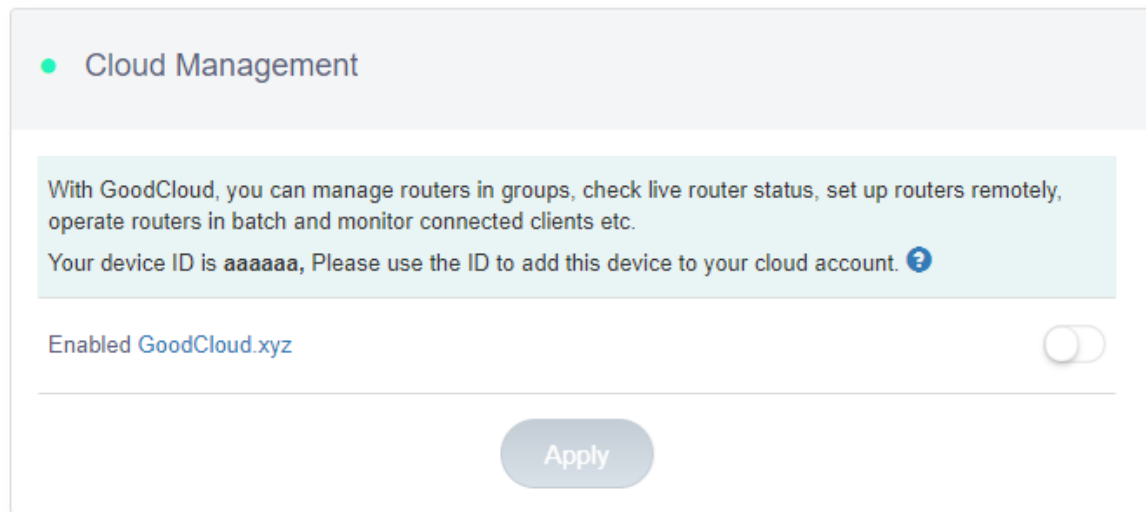 Cloud Management
With GoodCloud, you can manage routers in groups, check live router status, set up routers remotely,
operate routers in batch and monitor connected clients etc.
Your device ID is aaaaaa, Please use the ID to add this device to your cloud account. ?
Enabled GoodCloud.xyz
Apply